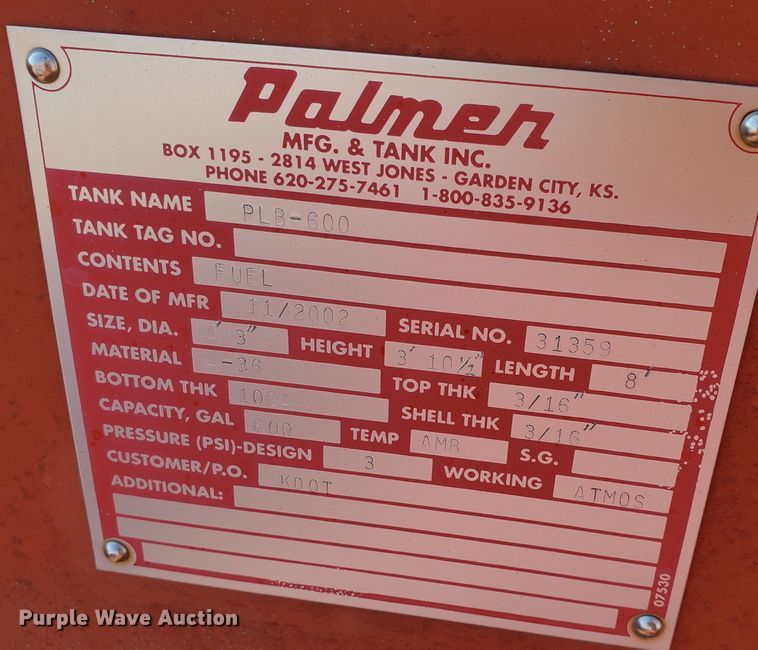 Palmer
MFG. & TANK INC.
BOX 1195 - 2814 WEST JONES - GARDEN CITY, KS.
PHONE 620-275-7461 1-800-835-9136
TANK NAME PLB-600
TANK TAG NO.
CONTENTS FUEL
DATE OF MFR 11/2002 SERIAL NO. 31359
SIZE, DIA. 4' 3" HEIGHT 3' 10½" LENGTH 8'
MATERIAL A-36 TOP THK 3/16"
BOTTOM THK 10GA SHELL THK 3/16"
CAPACITY, GAL 600 TEMP AMB S.G.
PRESSURE (PSI)-DESIGN 3 WORKING ATMOS
CUSTOMER/P.O. KDOT
ADDITIONAL:
07530
Purple Wave Auction